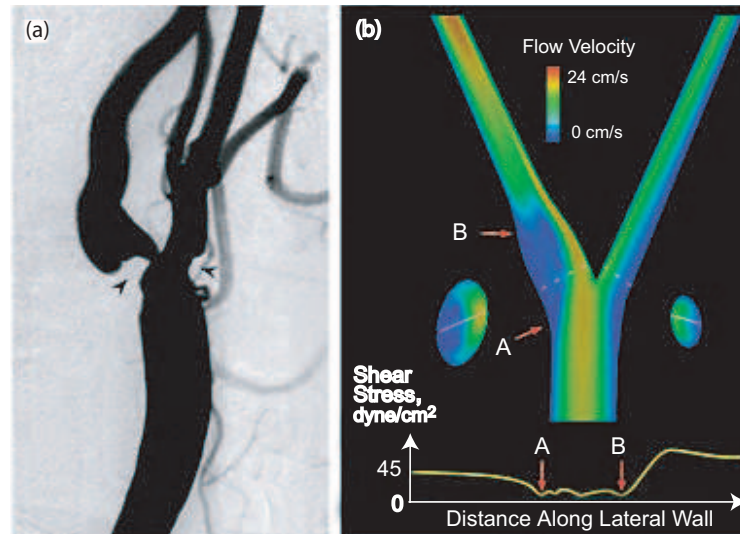 (a)
(b)
Flow Velocity
24 cm/s
0 cm/s
B
A
Shear
Stress,
dyne/cm²
A
B
45
0
Distance Along Lateral Wall